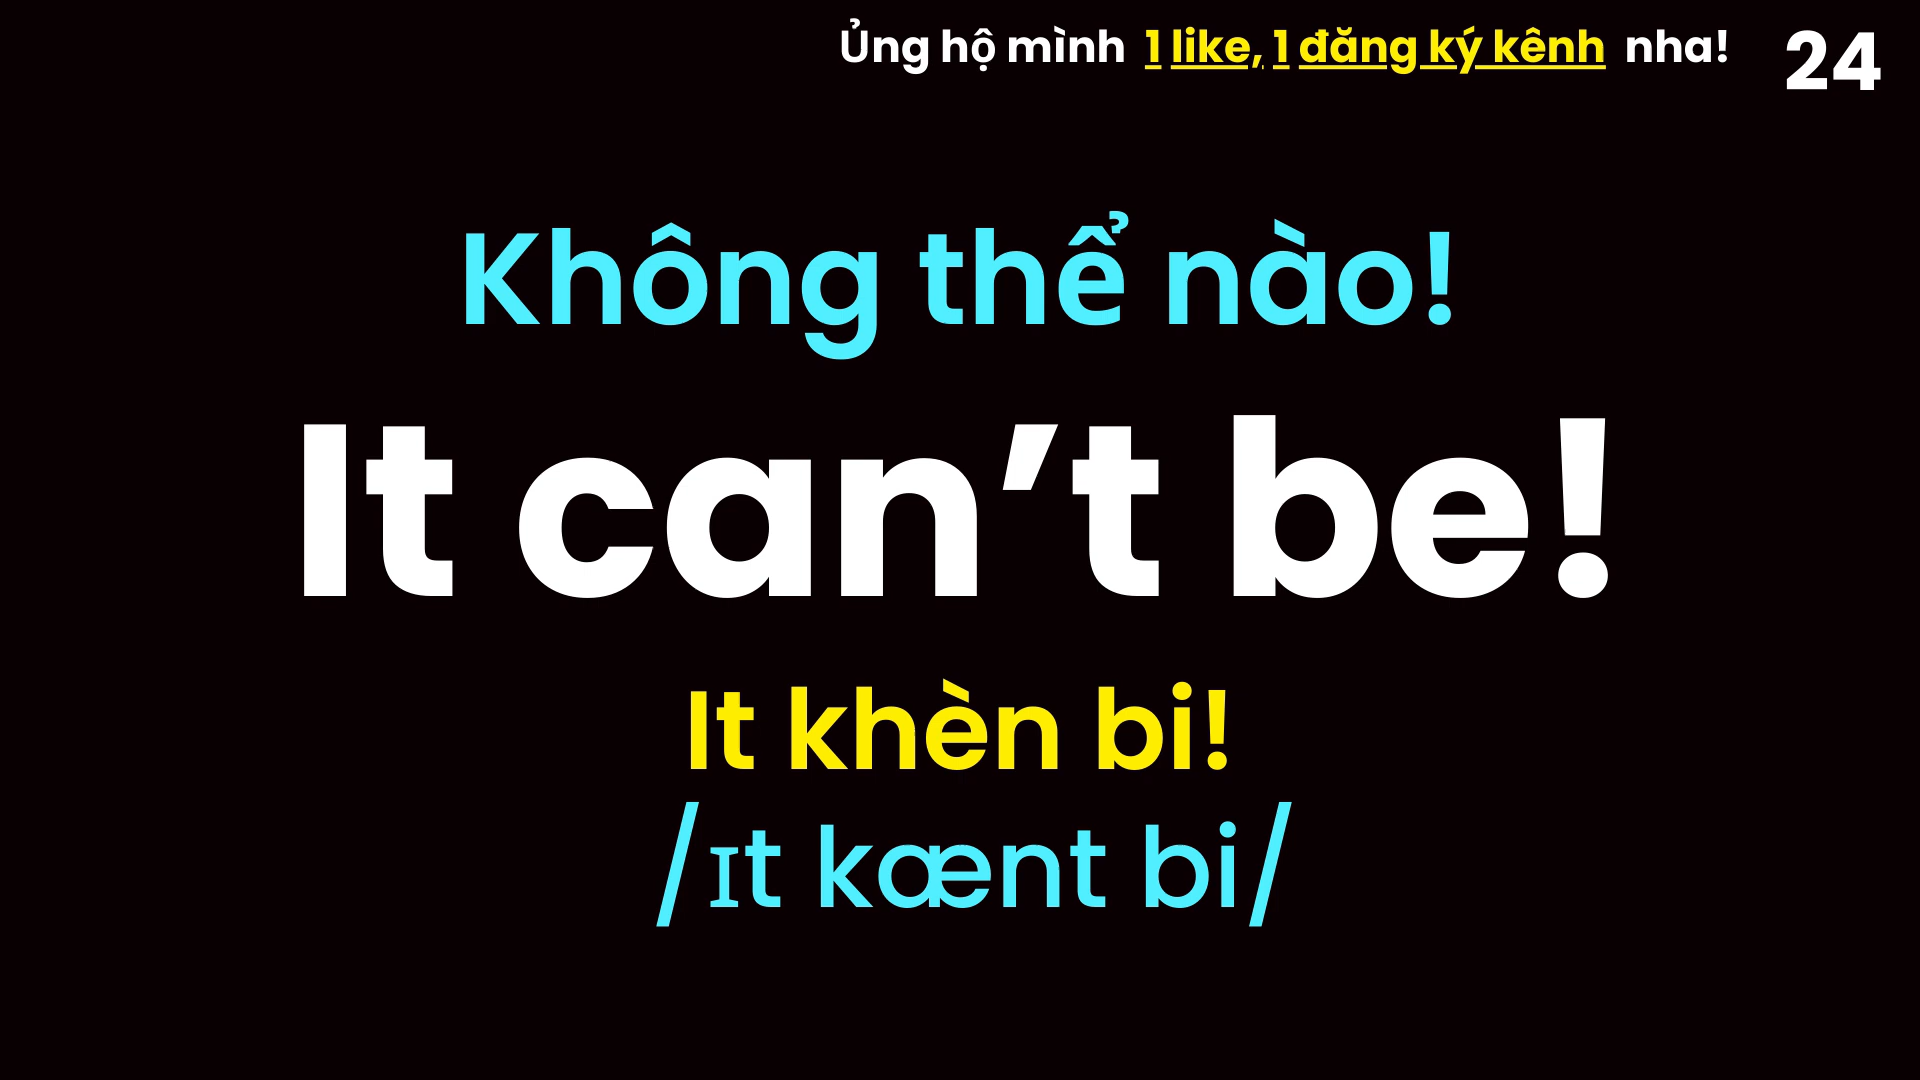 Ủng hộ mình 1 like, 1 đăng ký kênh nha! 24
Không thể nào!
It can’t be!
It khèn bi!
/ɪt kænt bi/